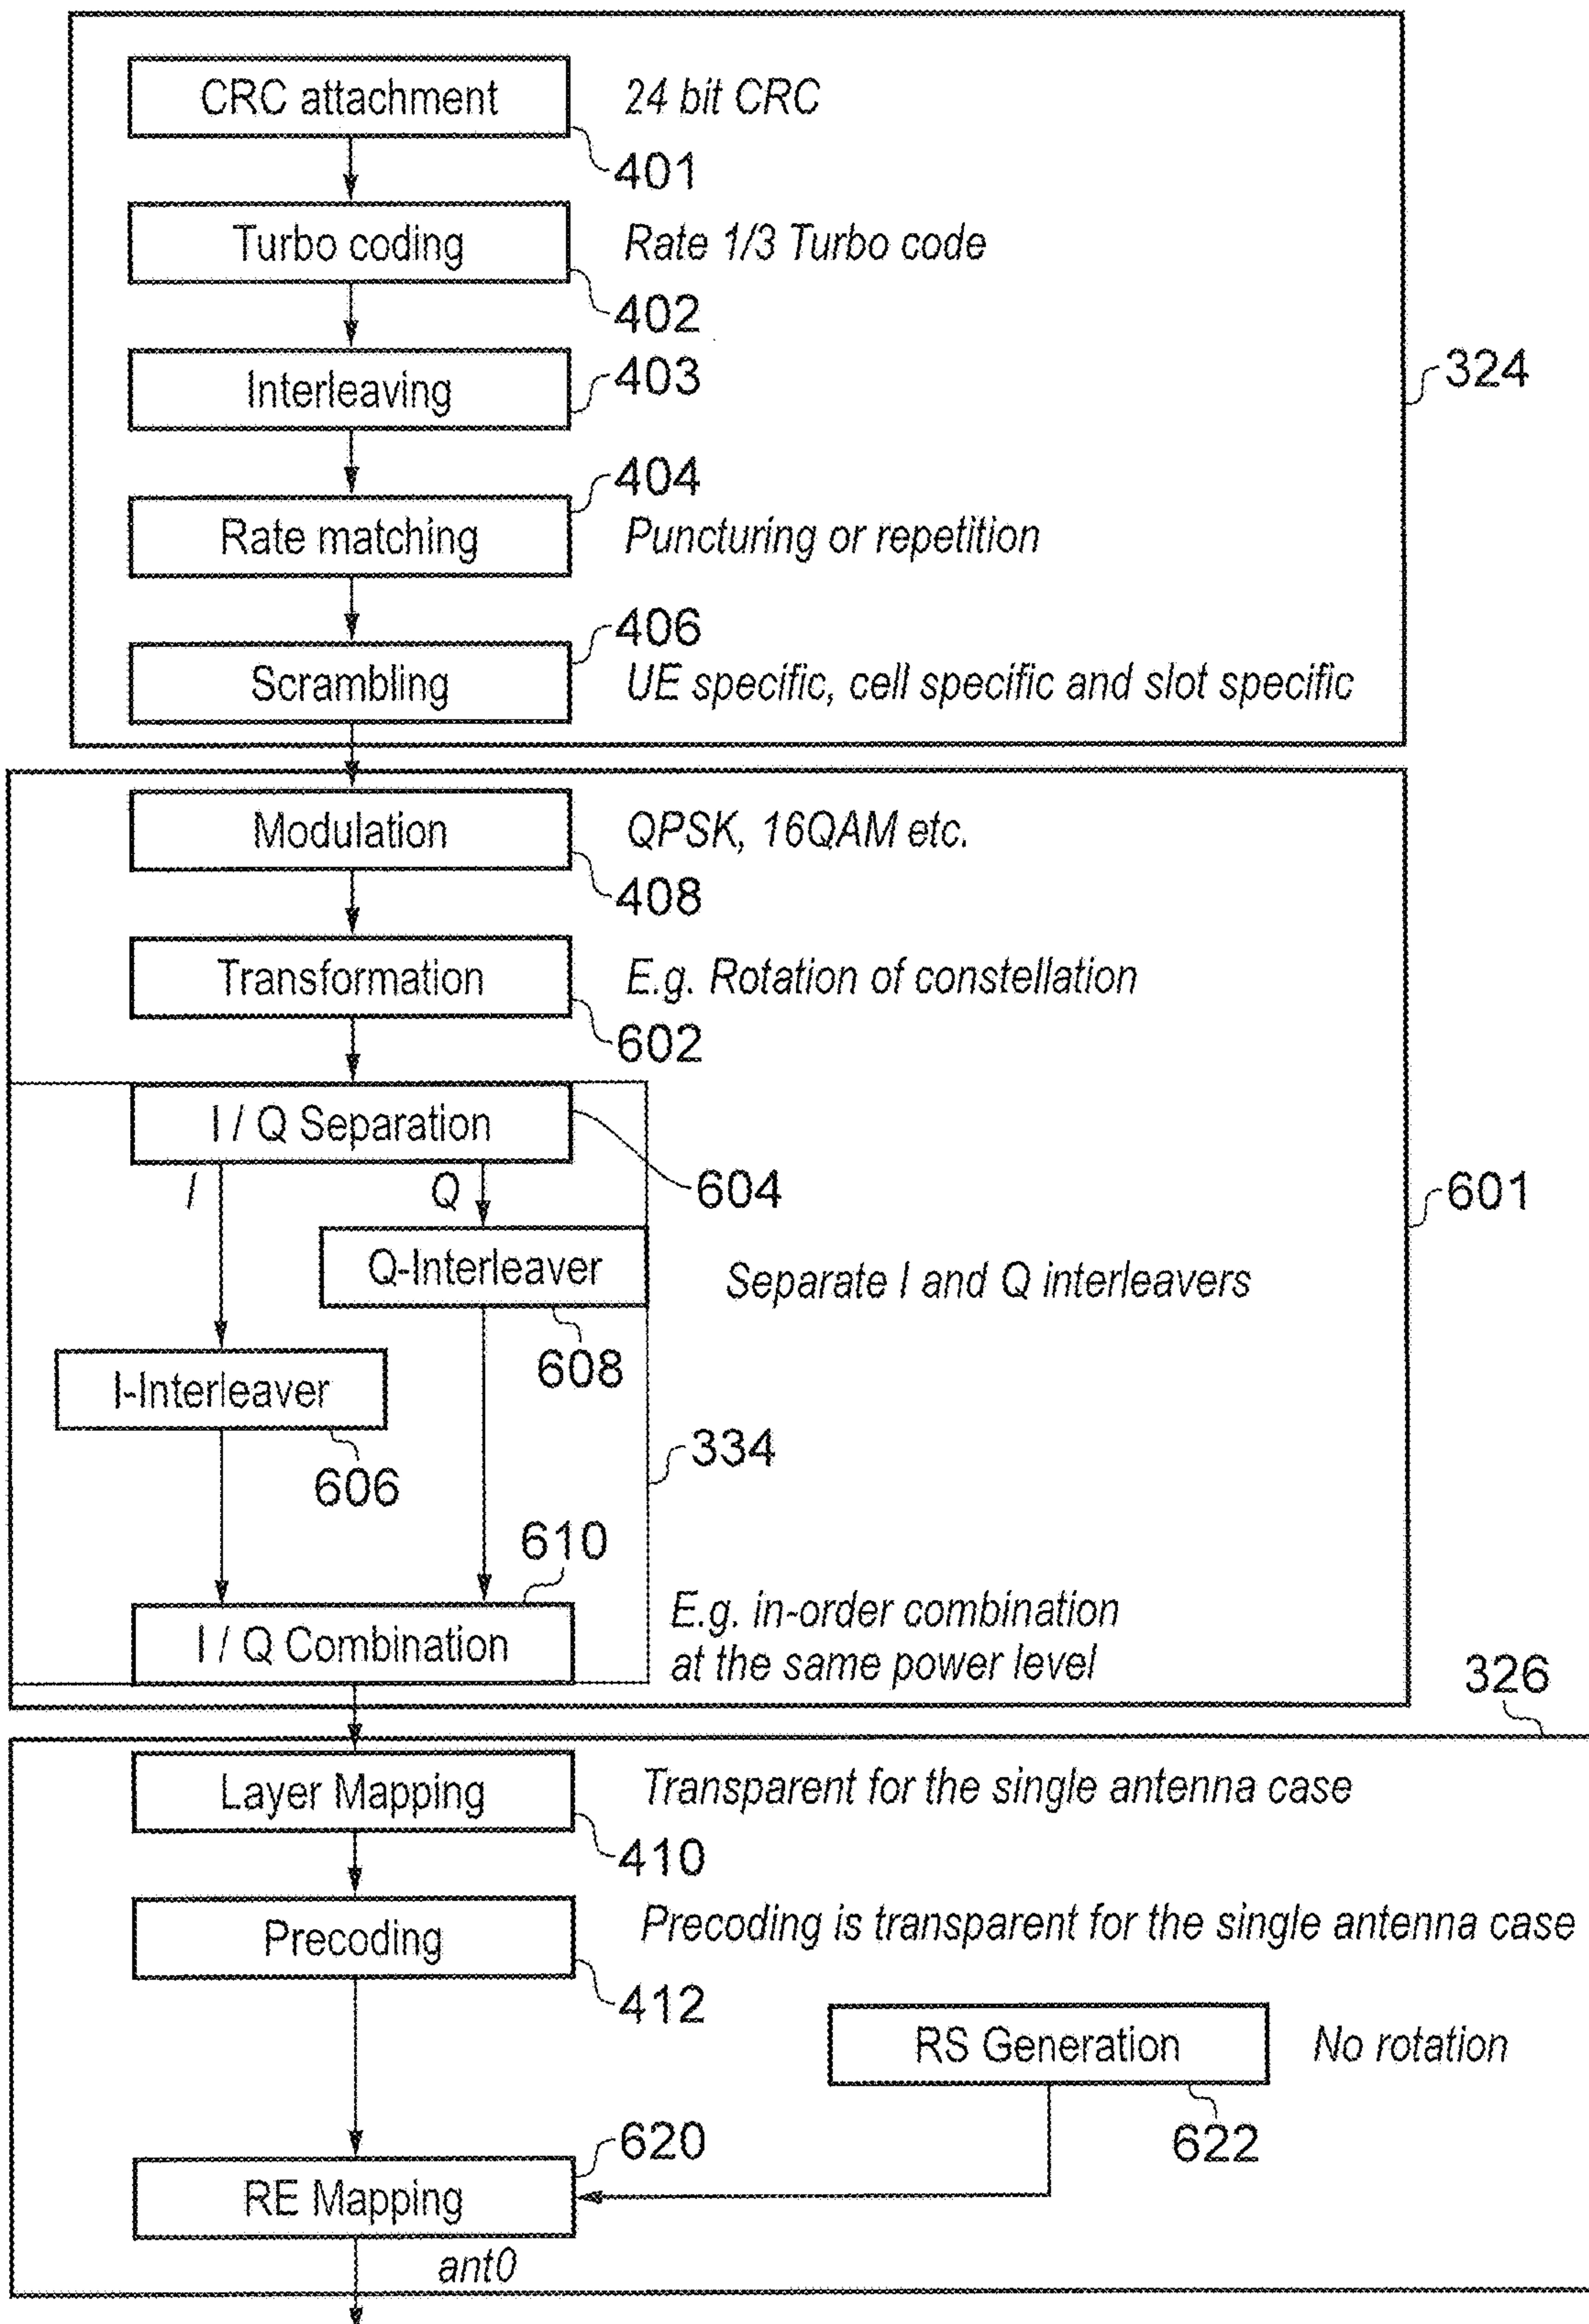 CRC attachment
24 bit CRC
401
Turbo coding
Rate 1/3 Turbo code
402
Interleaving
403
324
404
Rate matching
Puncturing or repetition
406
Scrambling
UE specific, cell specific and slot specific
Modulation
QPSK, 16QAM etc.
408
Transformation
E.g. Rotation of constellation
602
I / Q Separation
I
Q
604
601
Q-Interleaver
Separate I and Q interleavers
608
I-Interleaver
334
606
610
E.g. in-order combination
I / Q Combination
at the same power level
326
Layer Mapping
Transparent for the single antenna case
410
Precoding
Precoding is transparent for the single antenna case
412
RS Generation
No rotation
620
622
RE Mapping
ant0